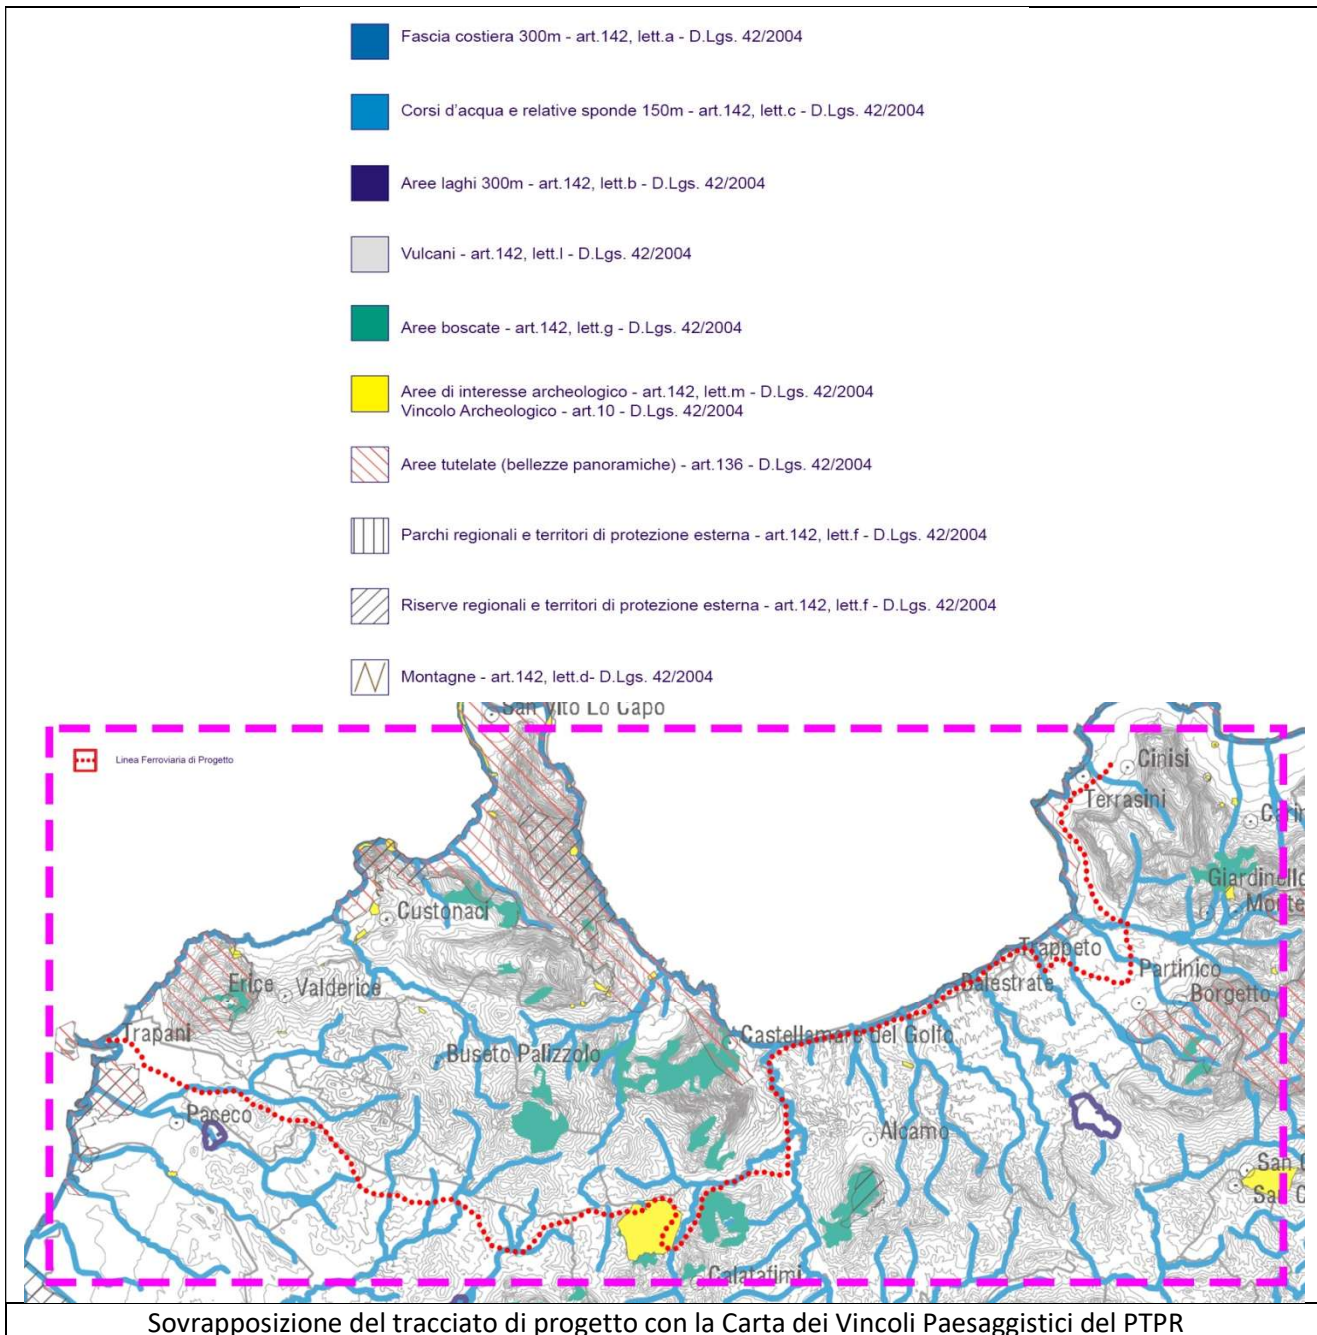 Fascia costiera 300m - art.142, lett.a - D.Lgs. 42/2004
Corsi d'acqua e relative sponde 150m - art.142, lett.c - D.Lgs. 42/2004
Aree laghi 300m - art.142, lett.b - D.Lgs. 42/2004
Vulcani - art.142, lett.l - D.Lgs. 42/2004
Aree boscate - art.142, lett.g - D.Lgs. 42/2004
Aree di interesse archeologico - art.142, lett.m - D.Lgs. 42/2004
Vincolo Archeologico - art.10 - D.Lgs. 42/2004
Aree tutelate (bellezze panoramiche) - art.136 - D.Lgs. 42/2004
Parchi regionali e territori di protezione esterna - art.142, lett.f - D.Lgs. 42/2004
Riserve regionali e territori di protezione esterna - art.142, lett.f - D.Lgs. 42/2004
Montagne - art.142, lett.d- D.Lgs. 42/2004
San Vito Lo Capo
Linea Ferroviaria di Progetto
Cinisi
Terrasini
Carin
Giardinello
Monte
Custonaci
Trappeto
Partinico
Balestrate
Borgetto
Erice
Valderice
Trapani
Castellamare del Golfo
Buseto Palizzolo
Paceco
Alcamo
San
San C
Calatafimi
Sovrapposizione del tracciato di progetto con la Carta dei Vincoli Paesaggistici del PTPR